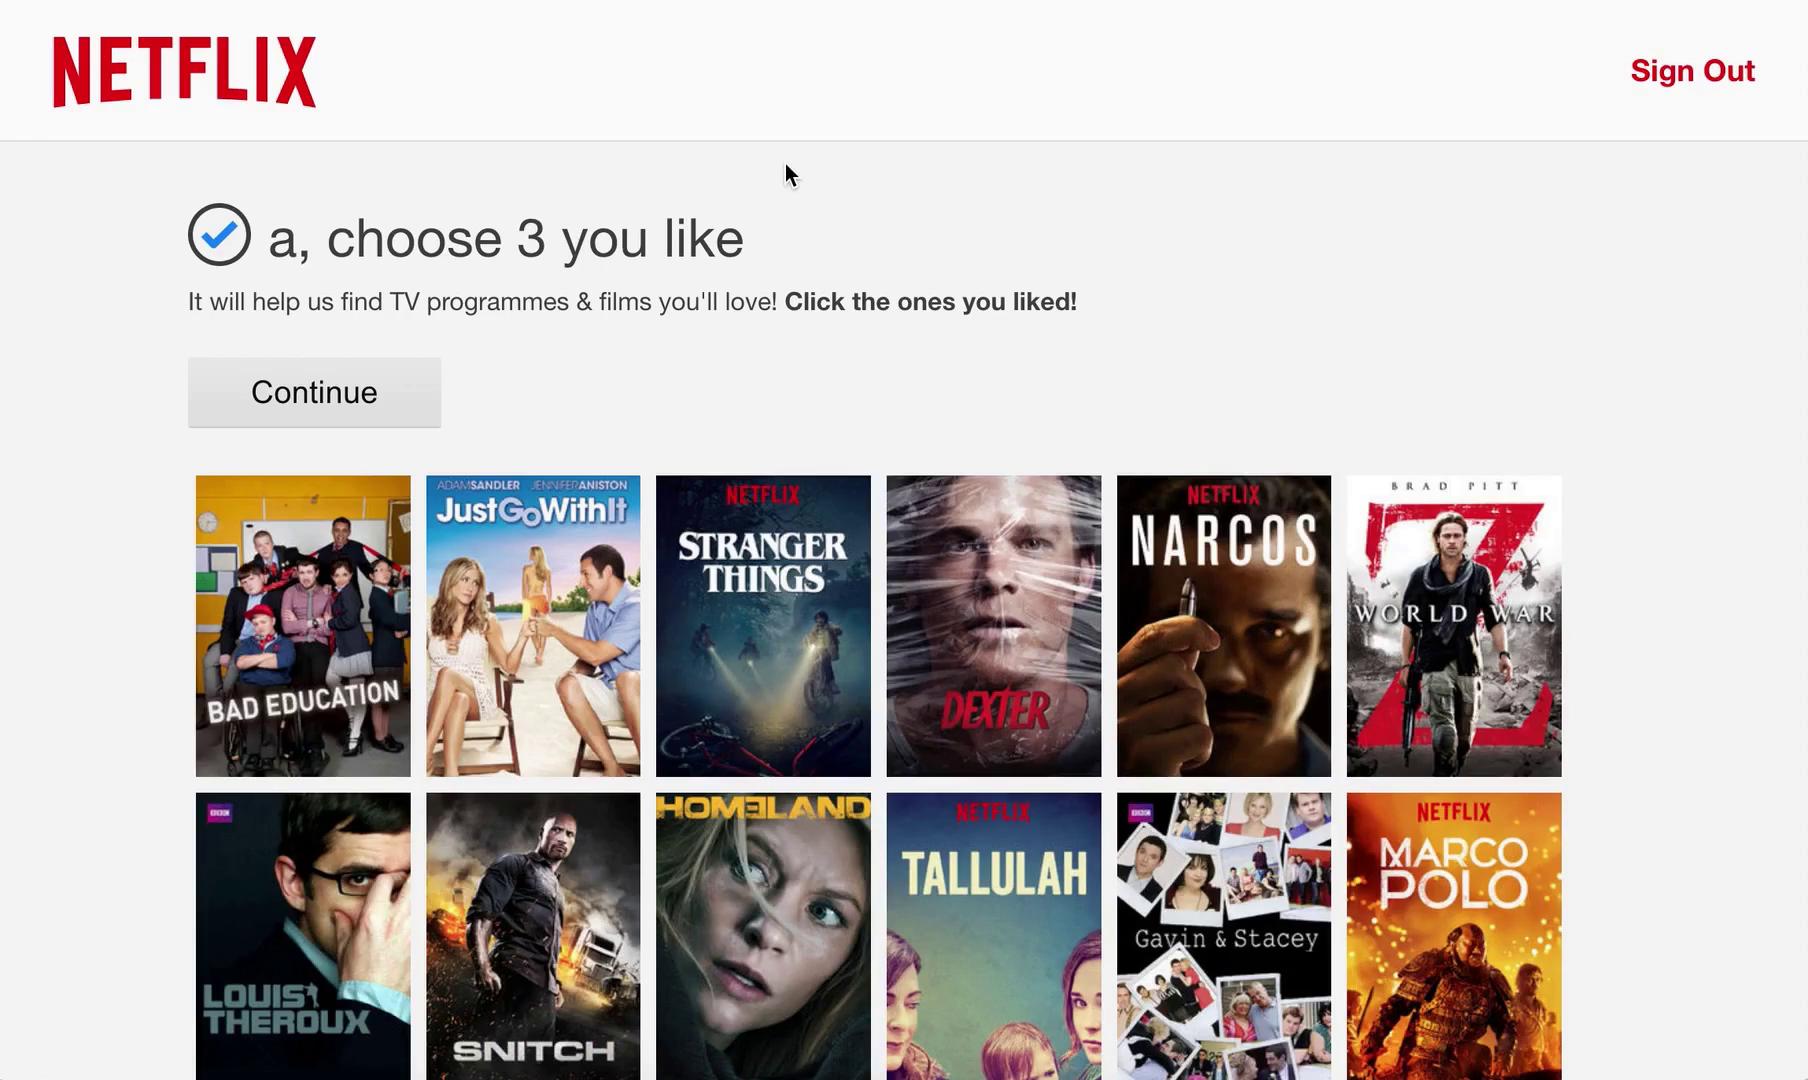 NETFLIX
Sign Out
a, choose 3 you like
It will help us find TV programmes & films you'll love! Click the ones you liked!
Continue
BAD EDUCATION
ADAM SANDLER JENNIFER ANISTON
Just Go With It
NETFLIX
STRANGER
THINGS
DEXTER
NETFLIX
NARCOS
BRAD PITT
WORLD WAR
Z
BBC
LOUIS
THEROUX
SNITCH
HOMELAND
NETFLIX
TALLULAH
BBC
Gavin & Stacey
NETFLIX
MARCO
POLO